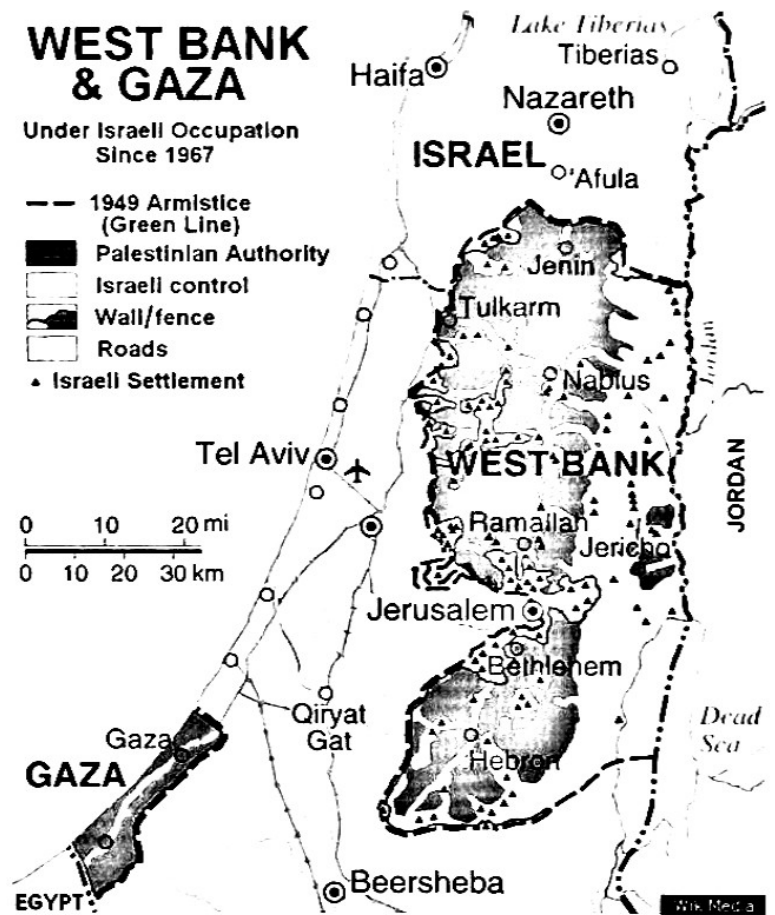 WEST BANK
& GAZA
Under Israeli Occupation
Since 1967
1949 Armistice
(Green Line)
Palestinian Authority
Israeli control
Wall/fence
Roads
Israeli Settlement
Lake Tiberias
Tiberias
Haifa
Nazareth
ISRAEL
'Afula
Jenin
Tulkarm
Nablus
Jordan
Tel Aviv
WEST BANK
JORDAN
0 10 20 mi
0 10 20 30 km
Ramallah
Jericho
Jerusalem
Bethlehem
Qiryat
Gat
Dead
Sea
Gaza
GAZA
Hebron
Beersheba
EGYPT
Wik Media